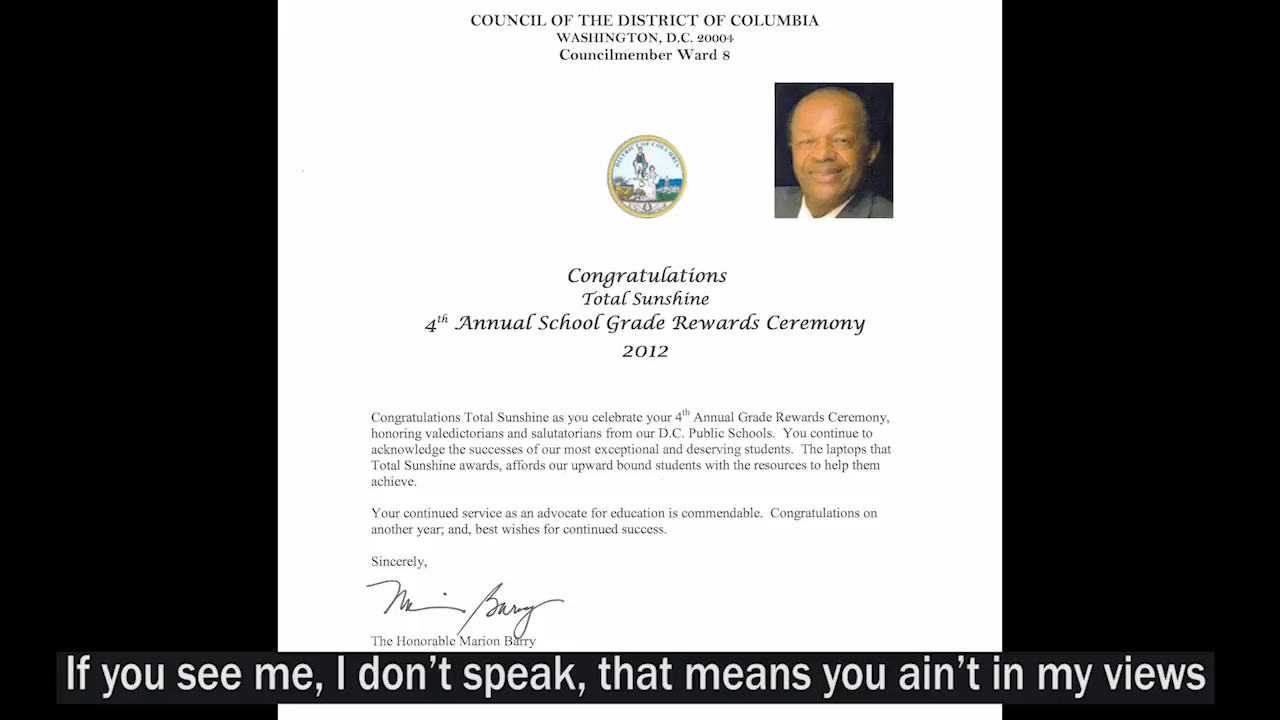 COUNCIL OF THE DISTRICT OF COLUMBIA
WASHINGTON, D.C. 20004
Councilmember Ward 8
DISTRICT OF COLUMBIA
Congratulations
Total Sunshine
4th Annual School Grade Rewards Ceremony
2012
Congratulations Total Sunshine as you celebrate your 4th Annual Grade Rewards Ceremony,
honoring valedictorians and salutatorians from our D.C. Public Schools. You continue to
acknowledge the successes of our most exceptional and deserving students. The laptops that
Total Sunshine awards, affords our upward bound students with the resources to help them
achieve.
Your continued service as an advocate for education is commendable. Congratulations on
another year; and, best wishes for continued success.
Sincerely,
Marion Barry
The Honorable Marion Barry
If you see me, I don't speak, that means you ain't in my views